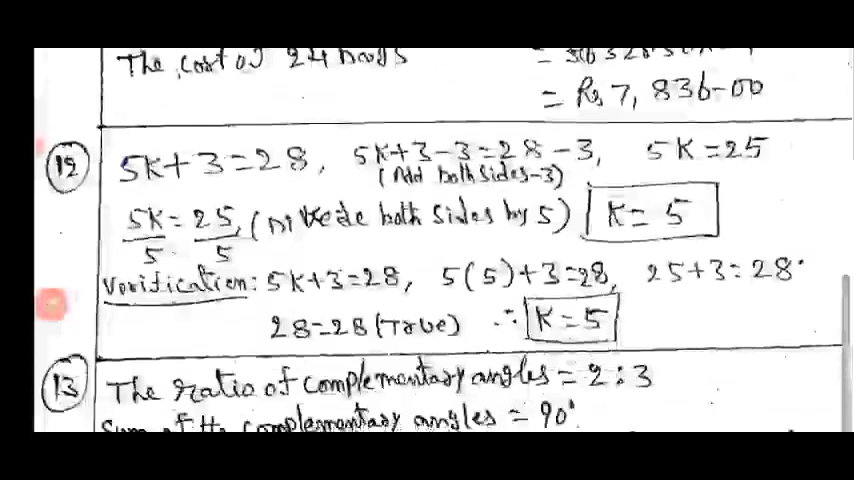 The cost of 24
= Rs 7, 836-00
12 5K+3=28, 5K+3-3=28-3, 5K=25
(Add both sides-3)
5K/5 = 25/5, (Divide both sides by 5) K= 5
Verification: 5K+3=28, 5(5)+3=28, 25+3=28.
28=28 (True) ∴ K=5
13 The ratio of complementary angles = 2:3
Sum of the complementary angles = 90°